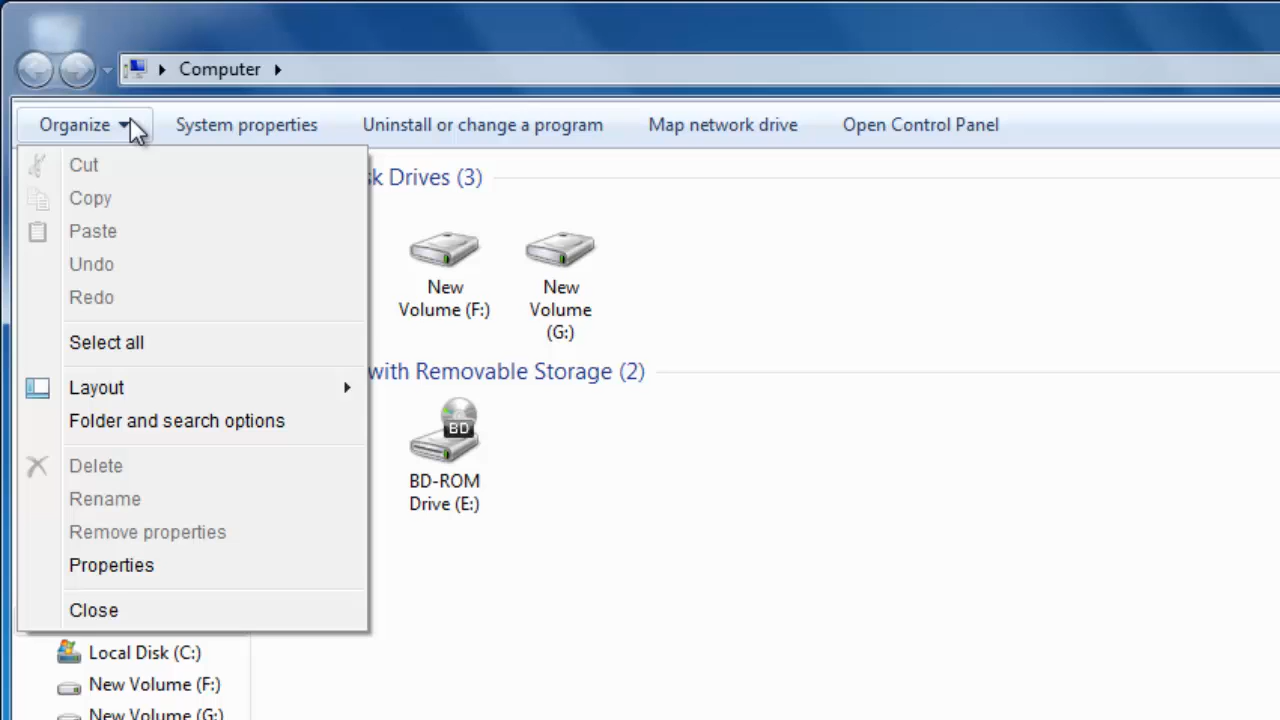 Computer
Organize
System properties
Uninstall or change a program
Map network drive
Open Control Panel
Cut
Copy
Paste
Undo
Redo
Select all
Layout
Folder and search options
Delete
Rename
Remove properties
Properties
Close
k Drives (3)
New
Volume (F:)
New
Volume
(G:)
with Removable Storage (2)
BD
BD-ROM
Drive (E:)
Local Disk (C:)
New Volume (F:)
New Volume (G:)